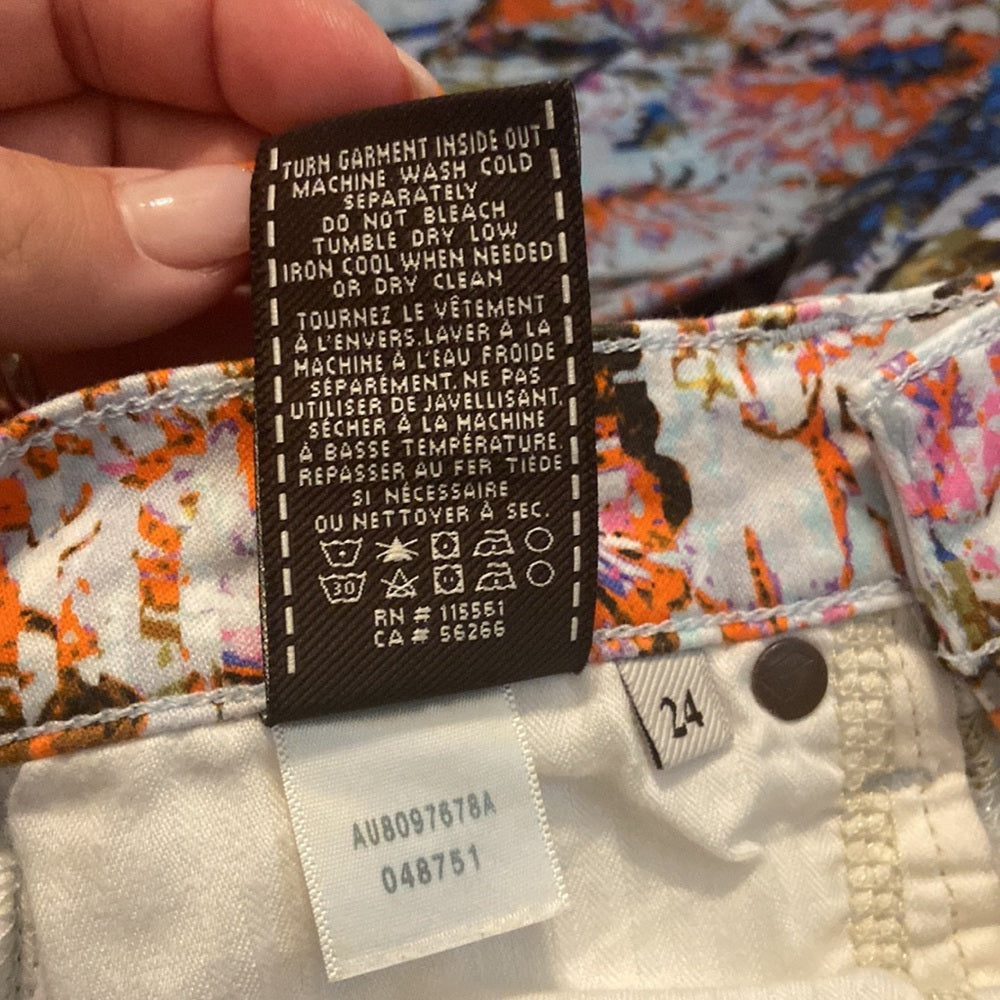 TURN GARMENT INSIDE OUT
MACHINE WASH COLD
SEPARATELY
DO NOT BLEACH
TUMBLE DRY LOW
IRON COOL WHEN NEEDED
OR DRY CLEAN
TOURNEZ LE VÊTEMENT
À L'ENVERS. LAVER À LA
MACHINE À L'EAU FROIDE
SÉPARÉMENT. NE PAS
UTILISER DE JAVELLISANT.
SÉCHER À LA MACHINE
À BASSE TEMPÉRATURE.
REPASSER AU FER TIÈDE
SI NÉCESSAIRE
OU NETTOYER À SEC.
30
RN # 115561
CA # 56266
24
AU8097678A
048751